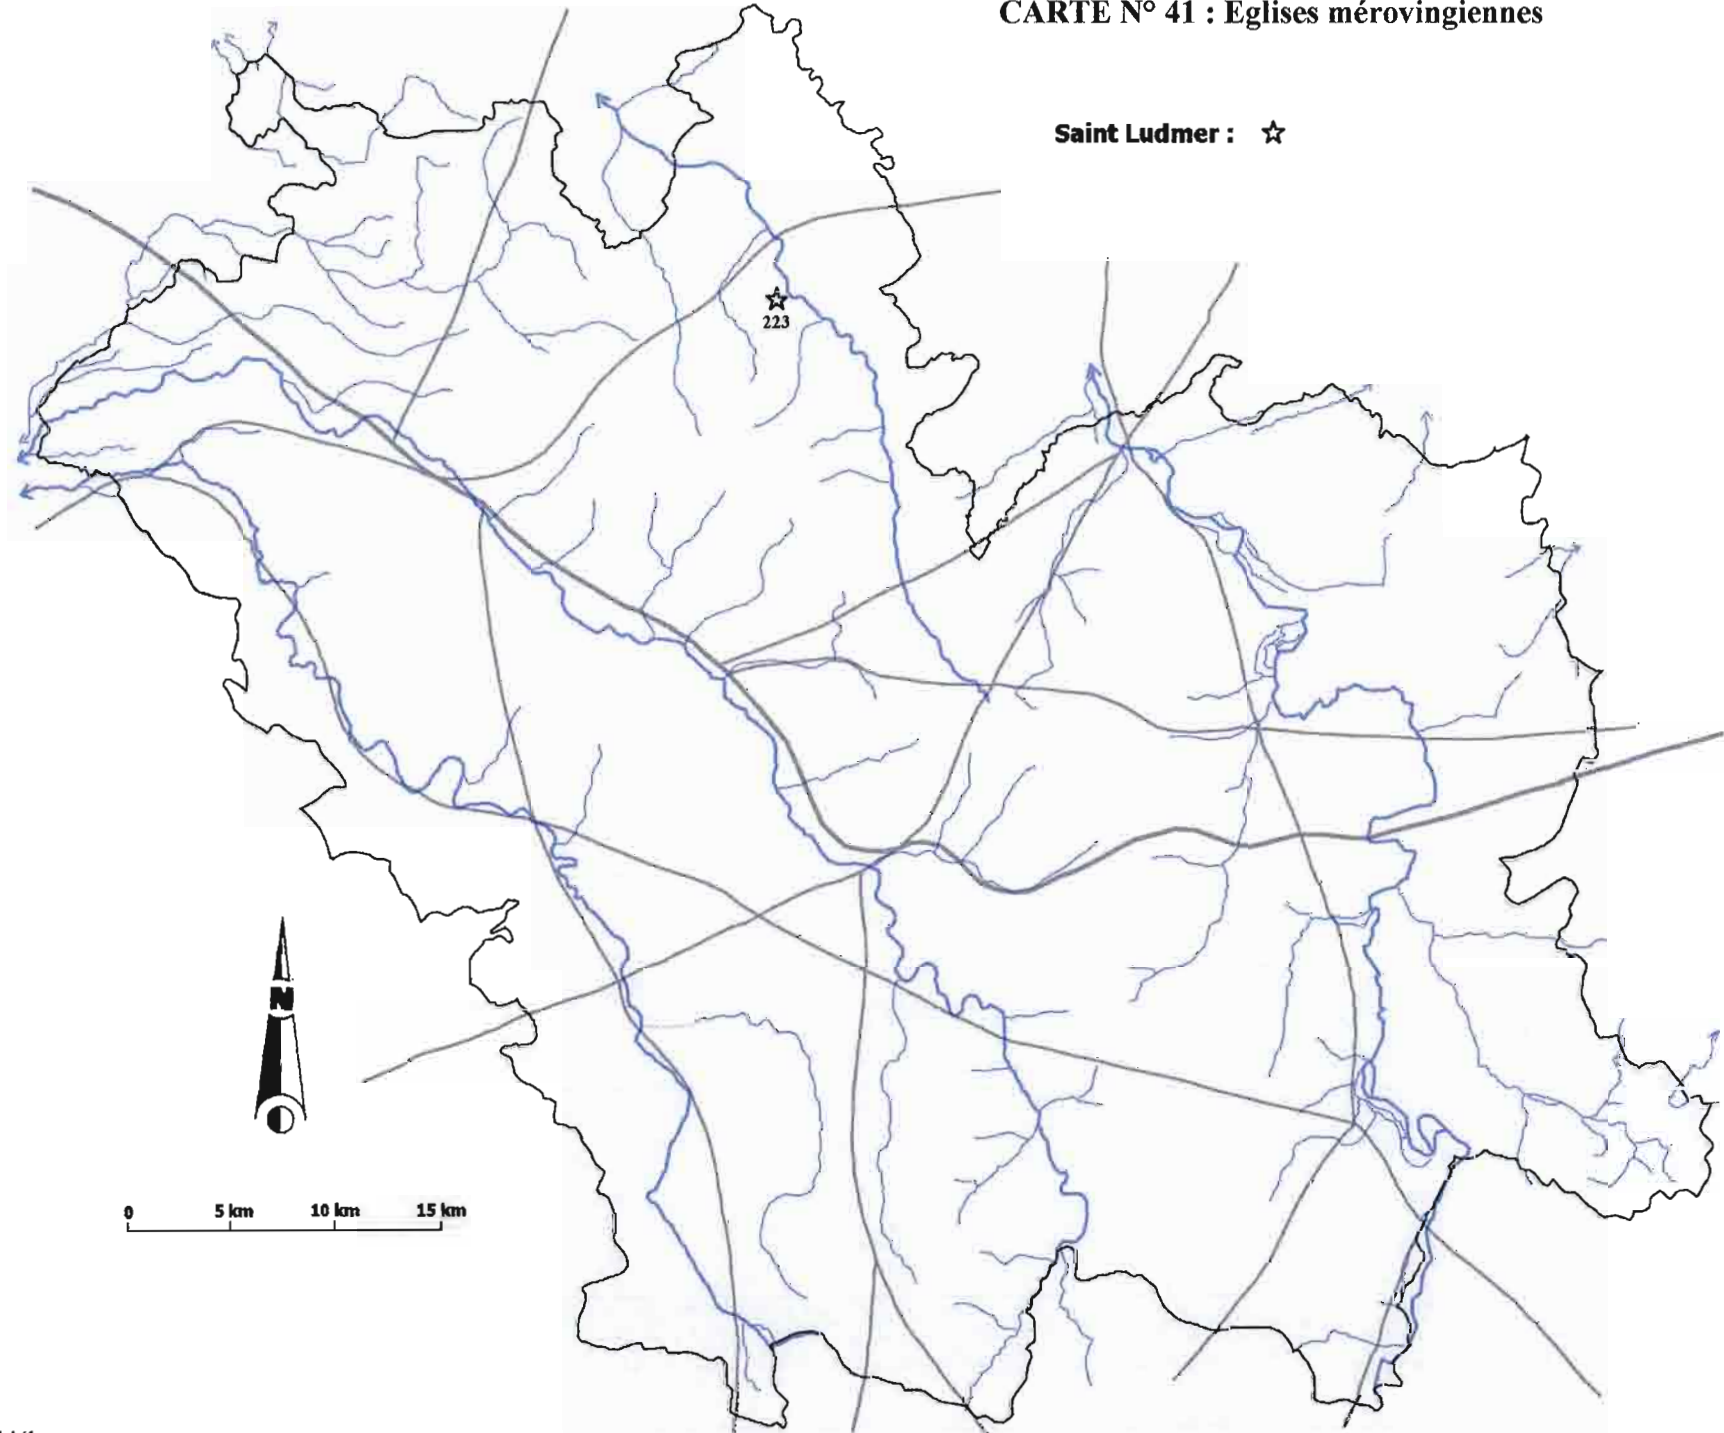 CARTE N° 41 : Eglises mérovingiennes
Saint Ludmer : ☆
223
N
0 5 km 10 km 15 km